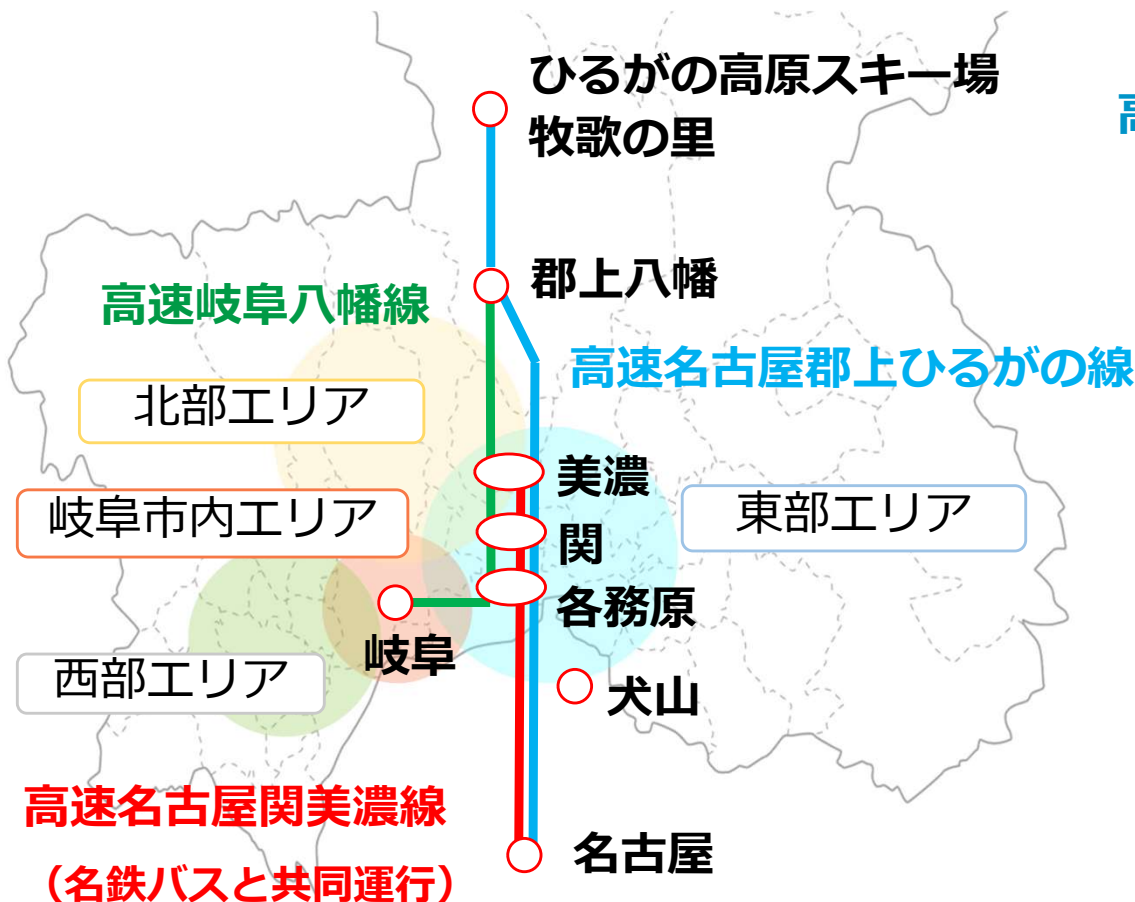 ひるがの高原スキー場
牧歌の里
高
郡上八幡
高速岐阜八幡線
高速名古屋郡上ひるがの線
北部エリア
美濃
岐阜市内エリア
東部エリア
関
各務原
岐阜
西部エリア
犬山
高速名古屋関美濃線
名古屋
（名鉄バスと共同運行）